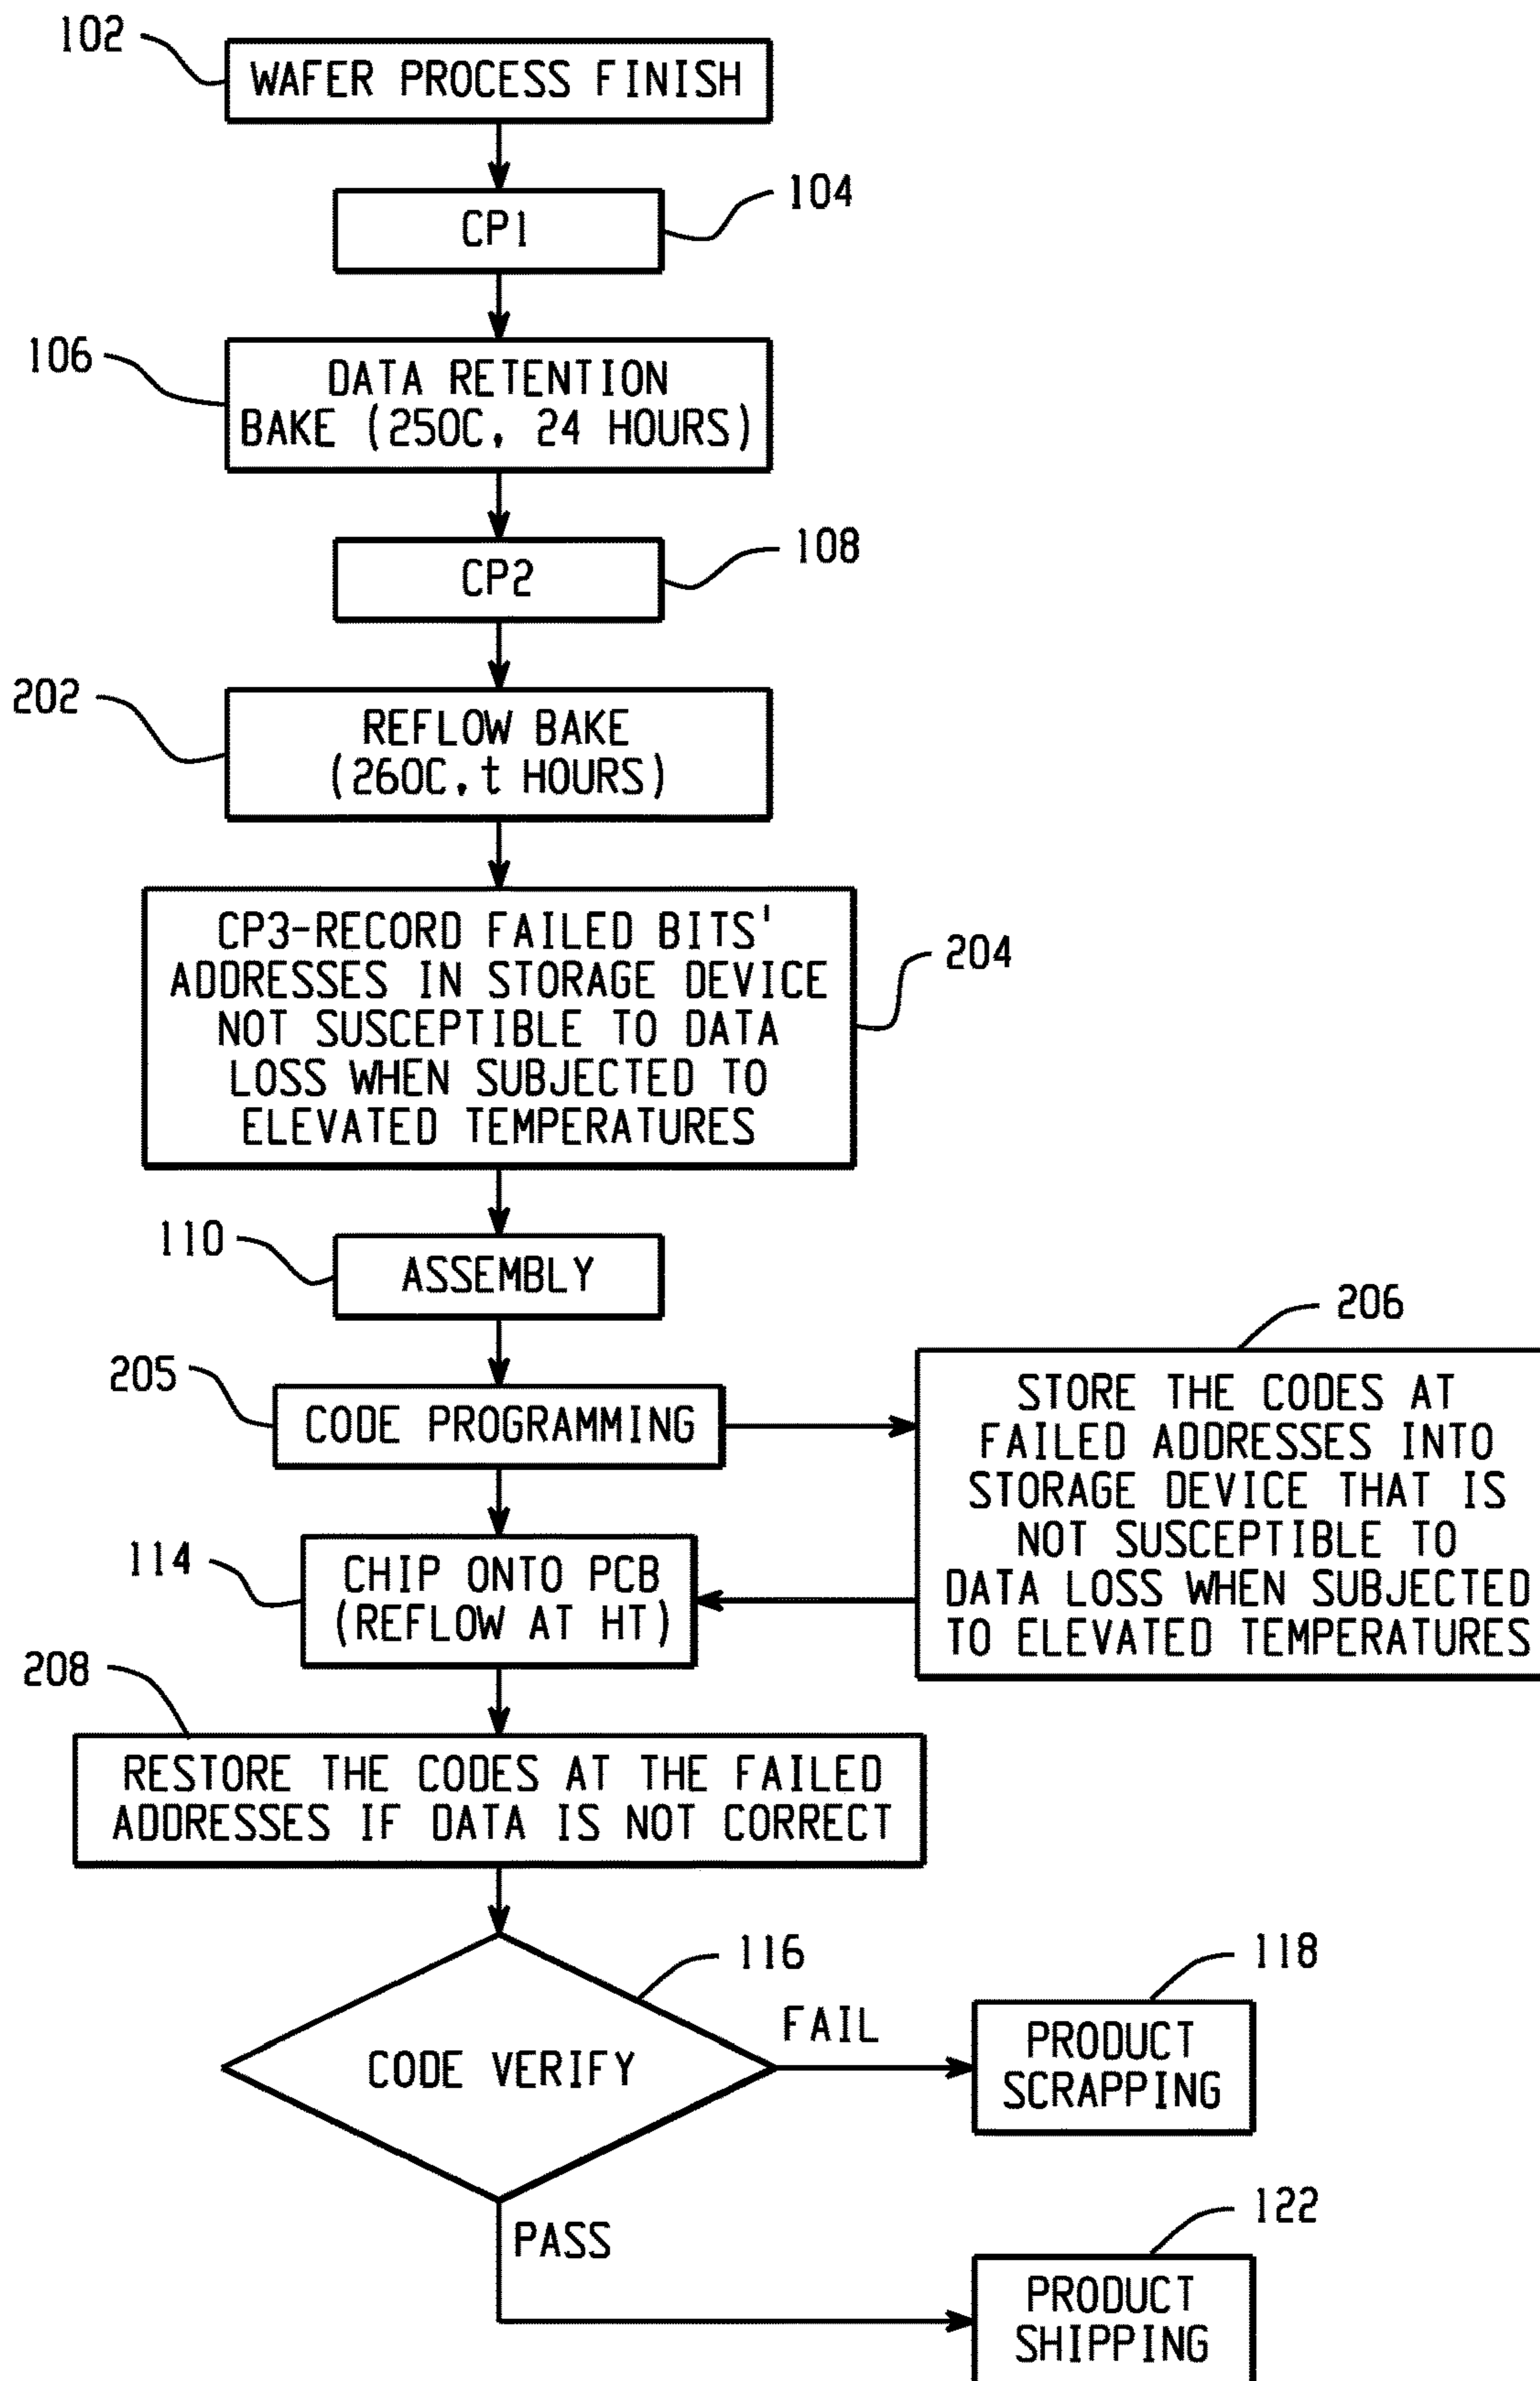 102
WAFER PROCESS FINISH
104
CP1
106
DATA RETENTION
BAKE (250C, 24 HOURS)
108
CP2
202
REFLOW BAKE
(260C, t HOURS)
CP3-RECORD FAILED BITS'
ADDRESSES IN STORAGE DEVICE
NOT SUSCEPTIBLE TO DATA
LOSS WHEN SUBJECTED TO
ELEVATED TEMPERATURES
204
110
ASSEMBLY
205
CODE PROGRAMMING
206
STORE THE CODES AT
FAILED ADDRESSES INTO
STORAGE DEVICE THAT IS
NOT SUSCEPTIBLE TO
DATA LOSS WHEN SUBJECTED
TO ELEVATED TEMPERATURES
114
CHIP ONTO PCB
(REFLOW AT HT)
208
RESTORE THE CODES AT THE FAILED
ADDRESSES IF DATA IS NOT CORRECT
116
CODE VERIFY
FAIL
118
PRODUCT
SCRAPPING
PASS
122
PRODUCT
SHIPPING